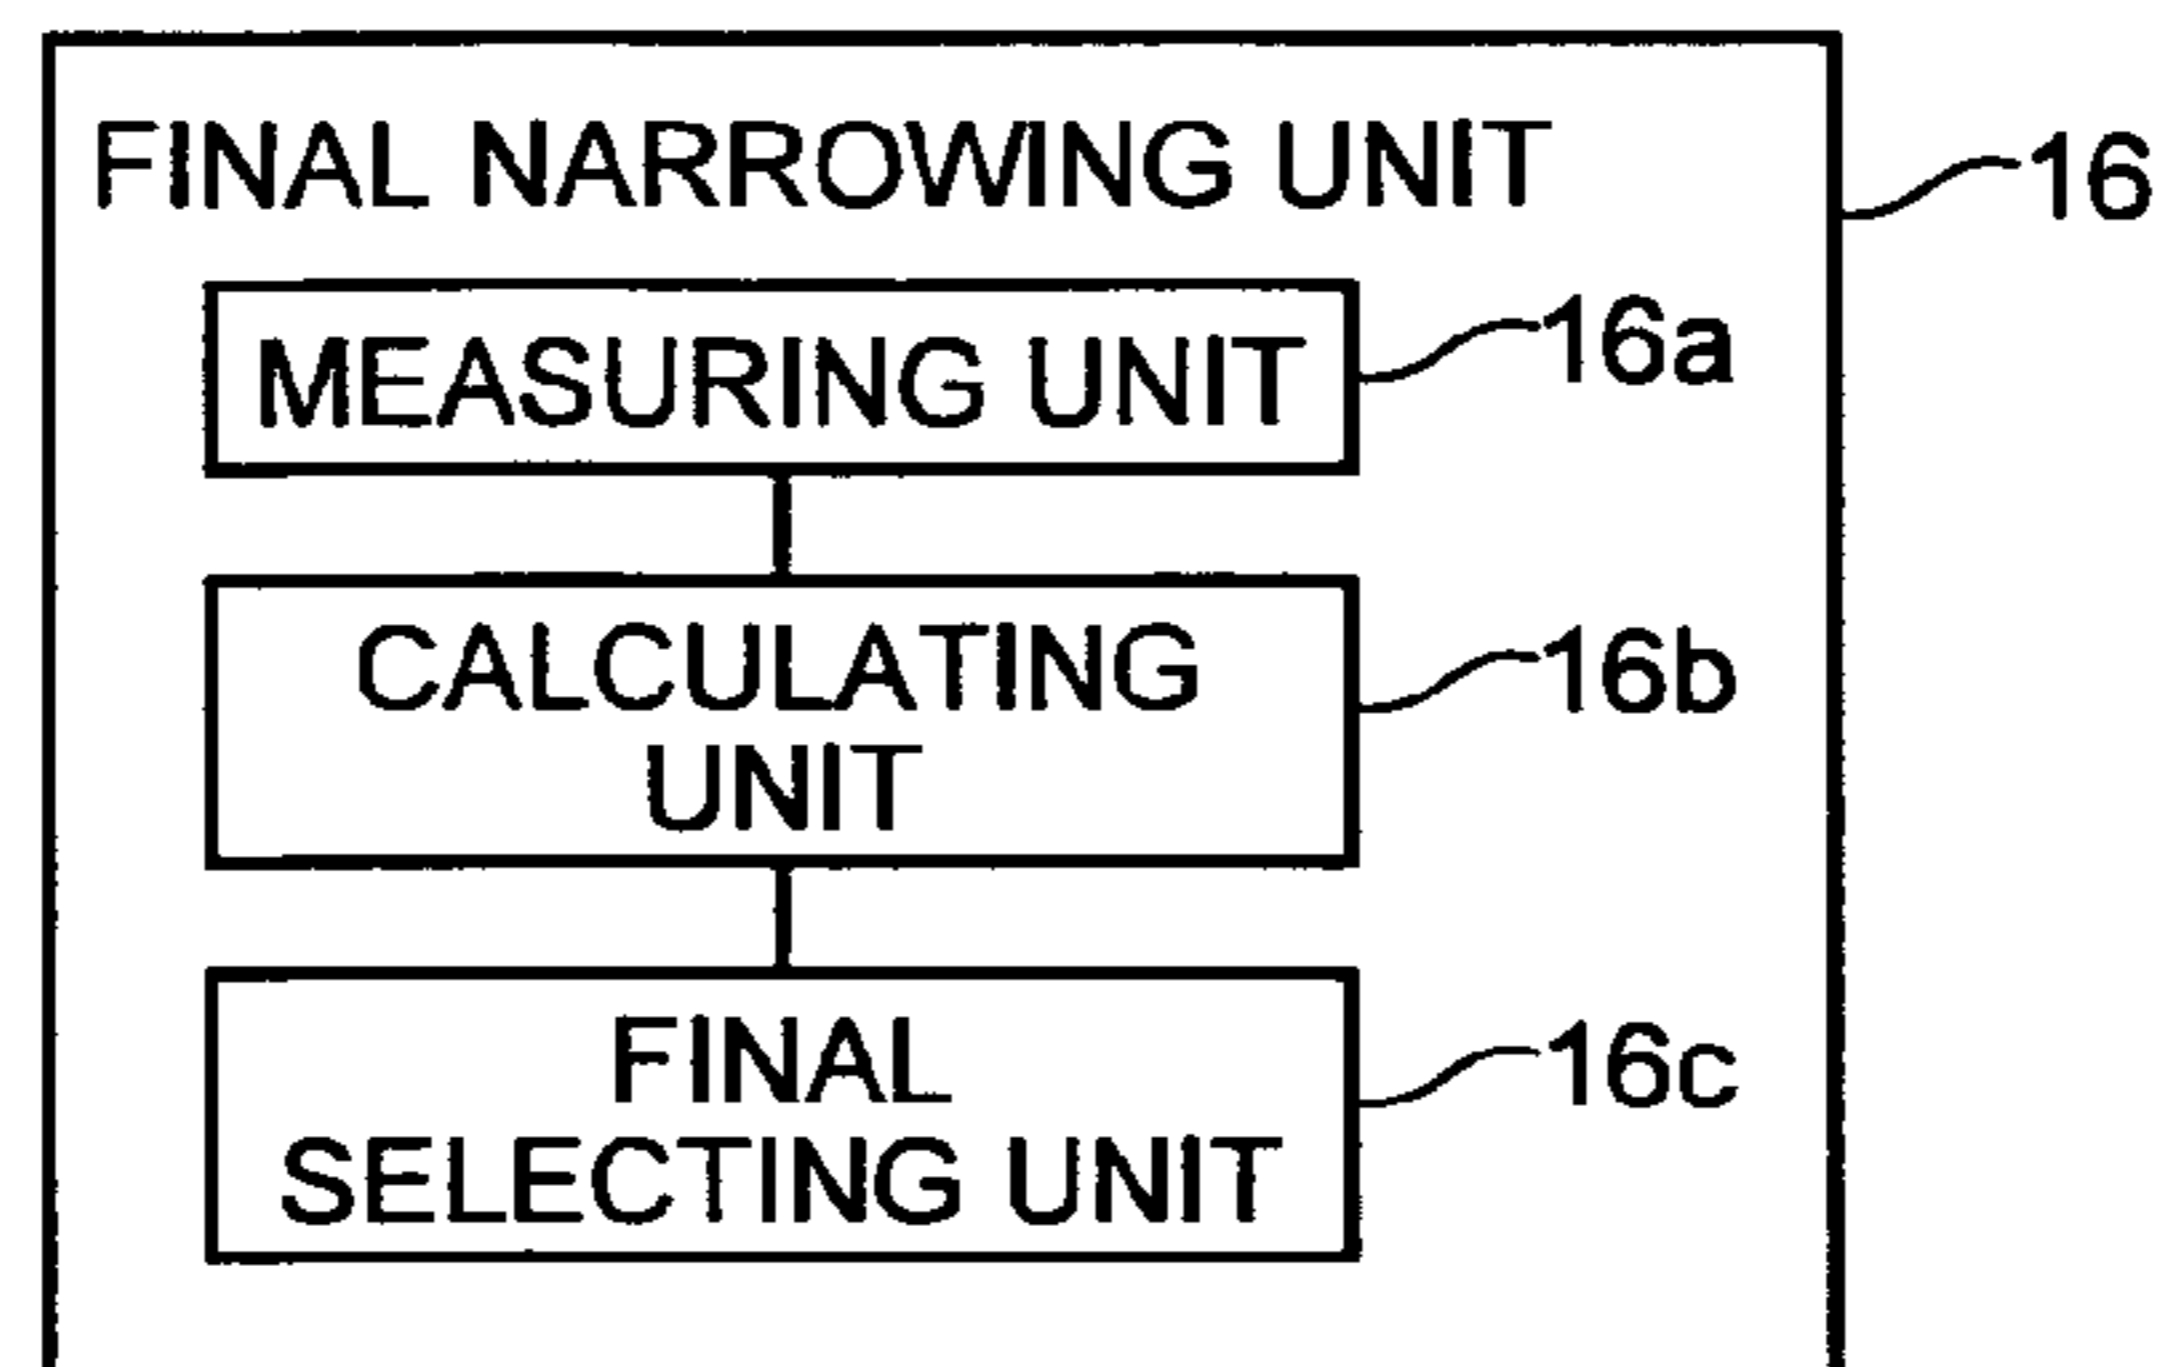 FINAL NARROWING UNIT
16
MEASURING UNIT
16a
CALCULATING
UNIT
16b
FINAL
SELECTING UNIT
16c